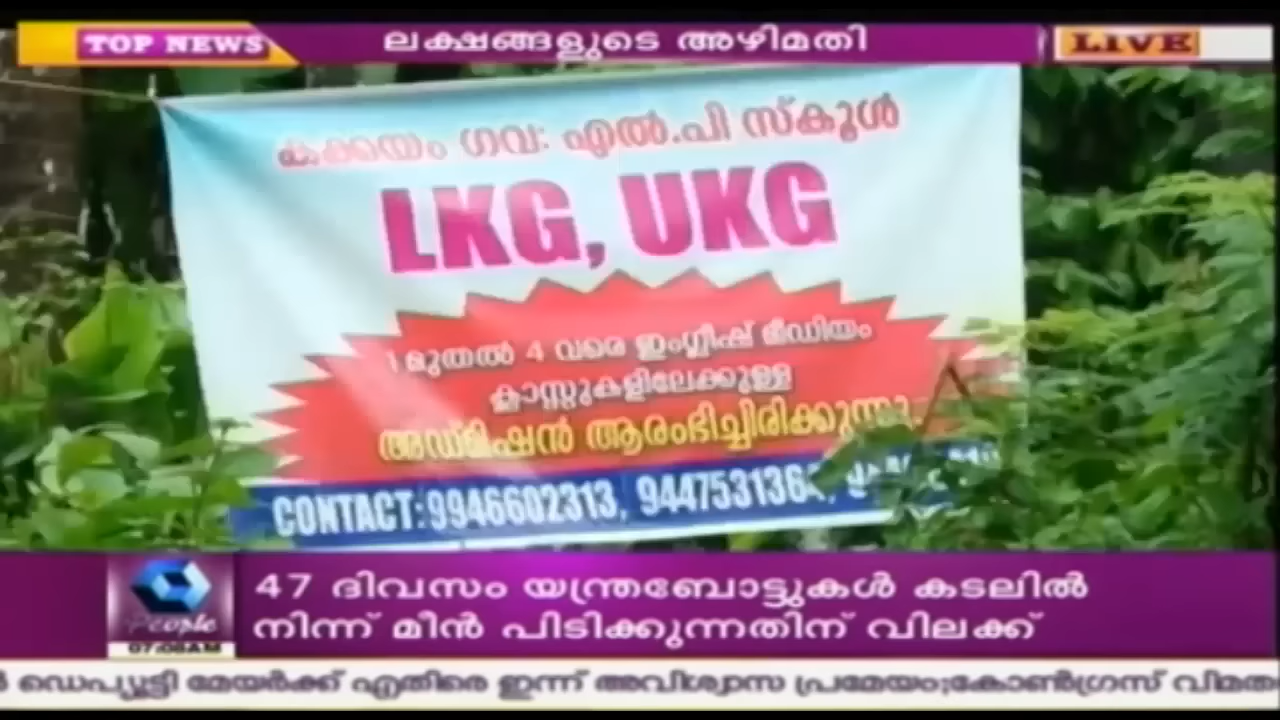 TOP NEWS
ലക്ഷങ്ങളുടെ അഴിമതി
LIVE
കക്കയം ഗവ: എൽ.പി സ്കൂൾ
LKG, UKG
1 മുതൽ 4 വരെ ഇംഗ്ലീഷ് മീഡിയം
ക്ലാസ്സുകളിലേക്കുള്ള
അഡ്മിഷൻ ആരംഭിച്ചിരിക്കുന്നു.
CONTACT: 9946602313,
47 ദിവസം യന്ത്രബോട്ടുകൾ കടലിൽ
നിന്ന് മീൻ പിടിക്കുന്നതിന് വിലക്ക്
People
07:08AM
ഡെപ്യൂട്ടി മേയർക്ക് എതിരെ ഇന്ന് അവിശ്വാസ പ്രമേയം;കോൺഗ്രസ്